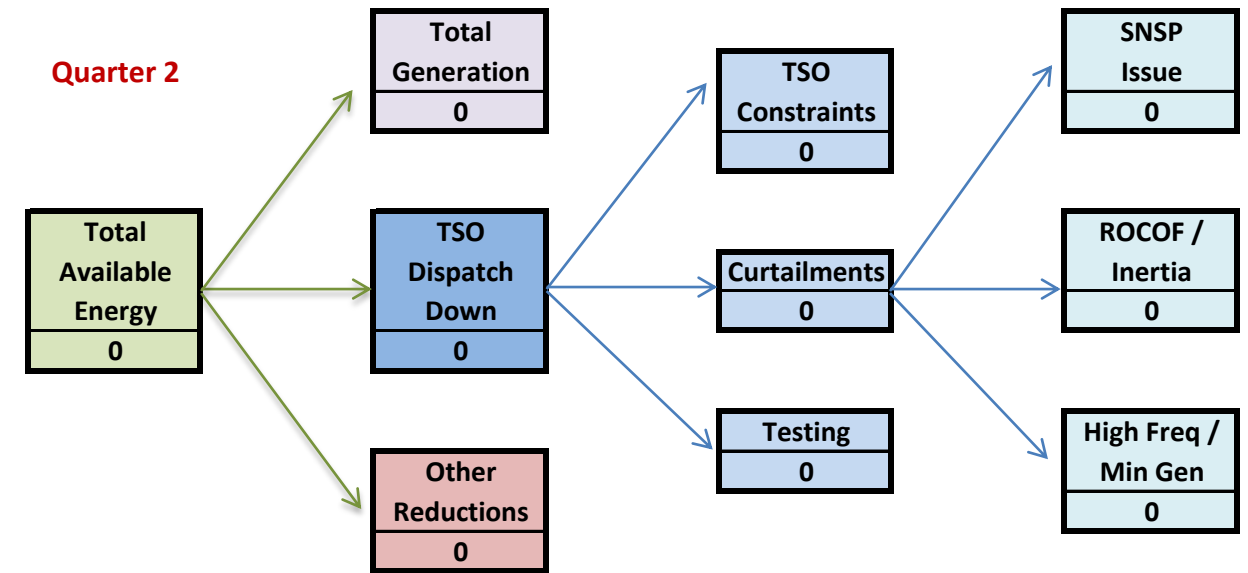 Quarter 2
Total
Available
Energy
0
Total
Generation
0
TSO
Dispatch
Down
0
Other
Reductions
0
TSO
Constraints
0
Curtailments
0
Testing
0
SNSP
Issue
0
ROCOF /
Inertia
0
High Freq /
Min Gen
0